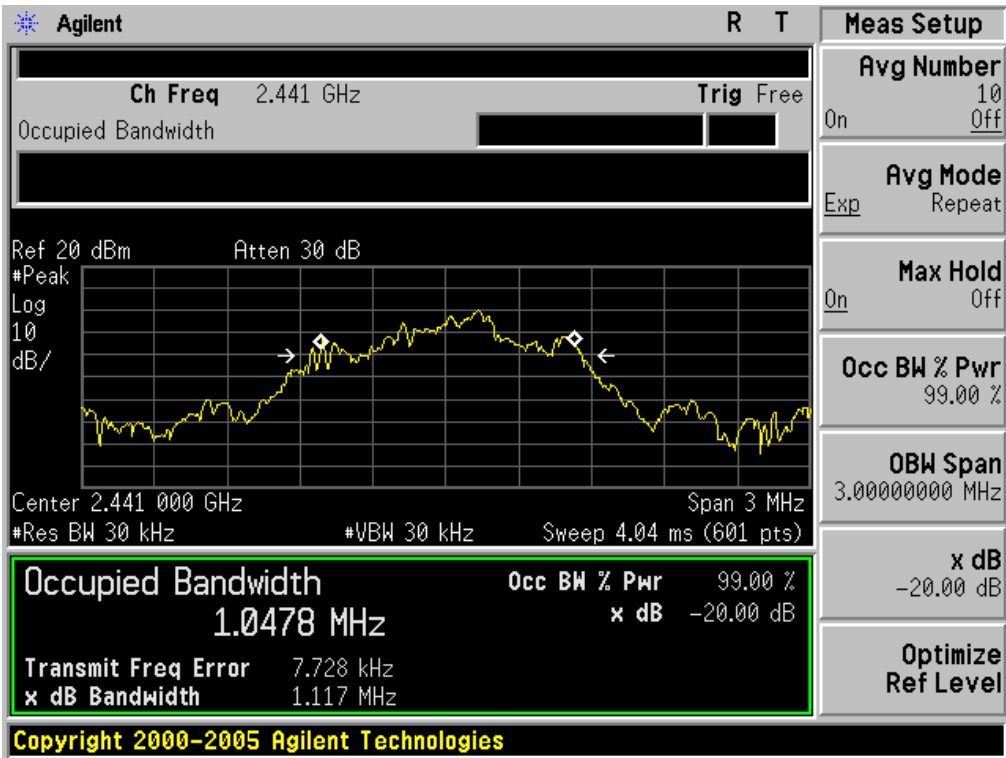 Agilent R T
Ch Freq 2.441 GHz Trig Free
Occupied Bandwidth
Ref 20 dBm Atten 30 dB
#Peak
Log
10
dB/
Center 2.441 000 GHz Span 3 MHz
#Res BW 30 kHz #VBW 30 kHz Sweep 4.04 ms (601 pts)
Occupied Bandwidth Occ BW % Pwr 99.00 %
1.0478 MHz x dB -20.00 dB
Transmit Freq Error 7.728 kHz
x dB Bandwidth 1.117 MHz
Copyright 2000-2005 Agilent Technologies
Meas Setup
Avg Number
10
On Off
Avg Mode
Exp Repeat
Max Hold
On Off
Occ BW % Pwr
99.00 %
OBW Span
3.00000000 MHz
x dB
-20.00 dB
Optimize
Ref Level